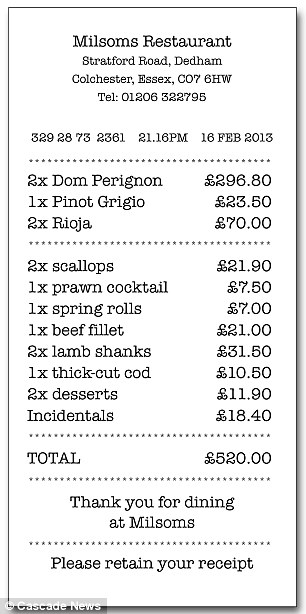 Milsoms Restaurant
Stratford Road, Dedham
Colchester, Essex, CO7 6HW
Tel: 01206 322795
329 28 73 2361 21.16PM 16 FEB 2013
****************************************
2x Dom Perignon £296.80
1x Pinot Grigio £23.50
2x Rioja £70.00
****************************************
2x scallops £21.90
1x prawn cocktail £7.50
1x spring rolls £7.00
1x beef fillet £21.00
2x lamb shanks £31.50
1x thick-cut cod £10.50
2x desserts £11.90
Incidentals £18.40
****************************************
TOTAL £520.00
****************************************
Thank you for dining
at Milsoms
****************************************
Please retain your receipt
© Cascade News